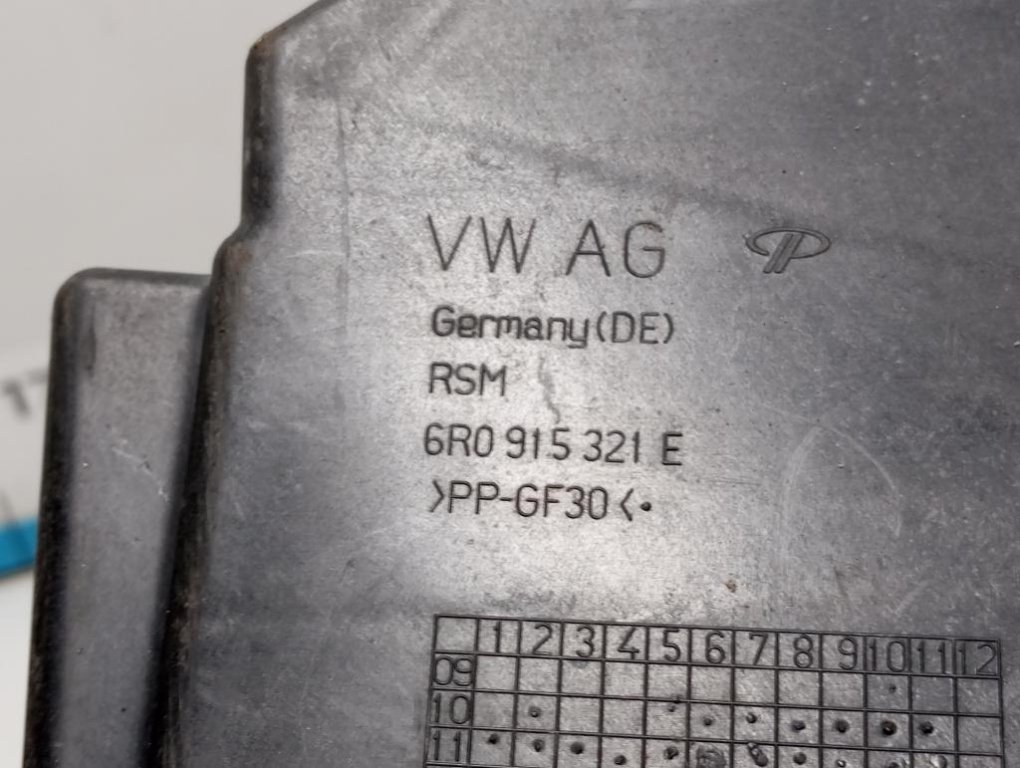 VW AG
Germany(DE)
RSM
6R0 915 321 E
>PP-GF30<.
1 2 3 4 5 6 7 8 9 10 11 12
09
10
11